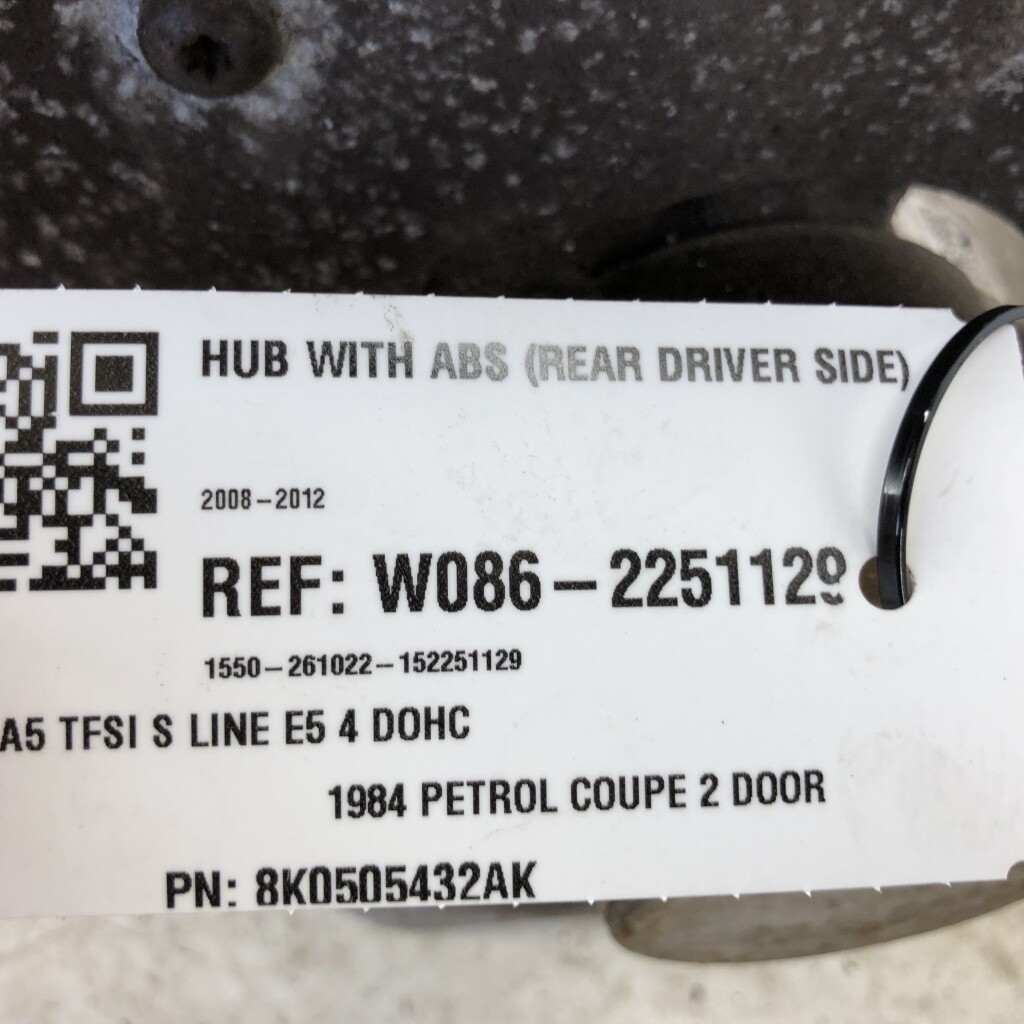 HUB WITH ABS (REAR DRIVER SIDE)
2008-2012
REF: W086-2251129
1550-261022-152251129
A5 TFSI S LINE E5 4 DOHC
1984 PETROL COUPE 2 DOOR
PN: 8K0505432AK